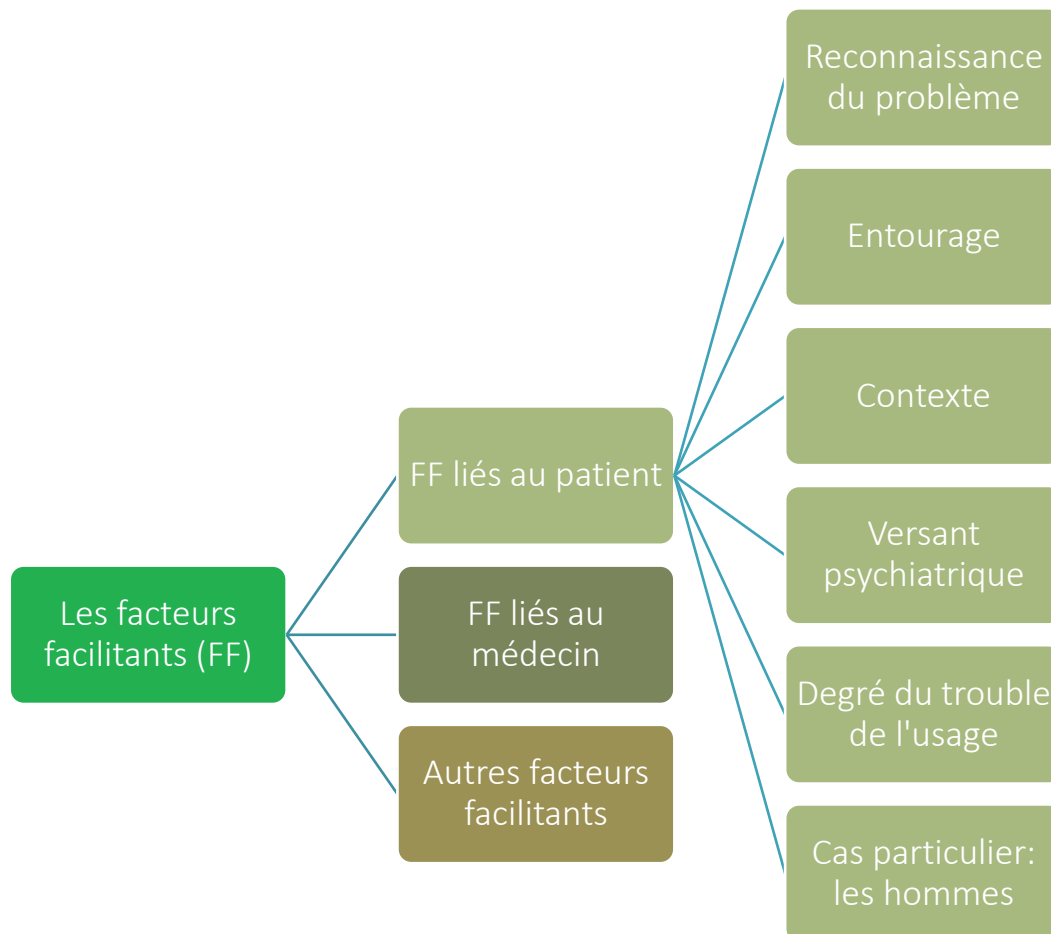 Les facteurs
facilitants (FF)
FF liés au patient
FF liés au
médecin
Autres facteurs
facilitants
Reconnaissance
du problème
Entourage
Contexte
Versant
psychiatrique
Degré du trouble
de l'usage
Cas particulier:
les hommes